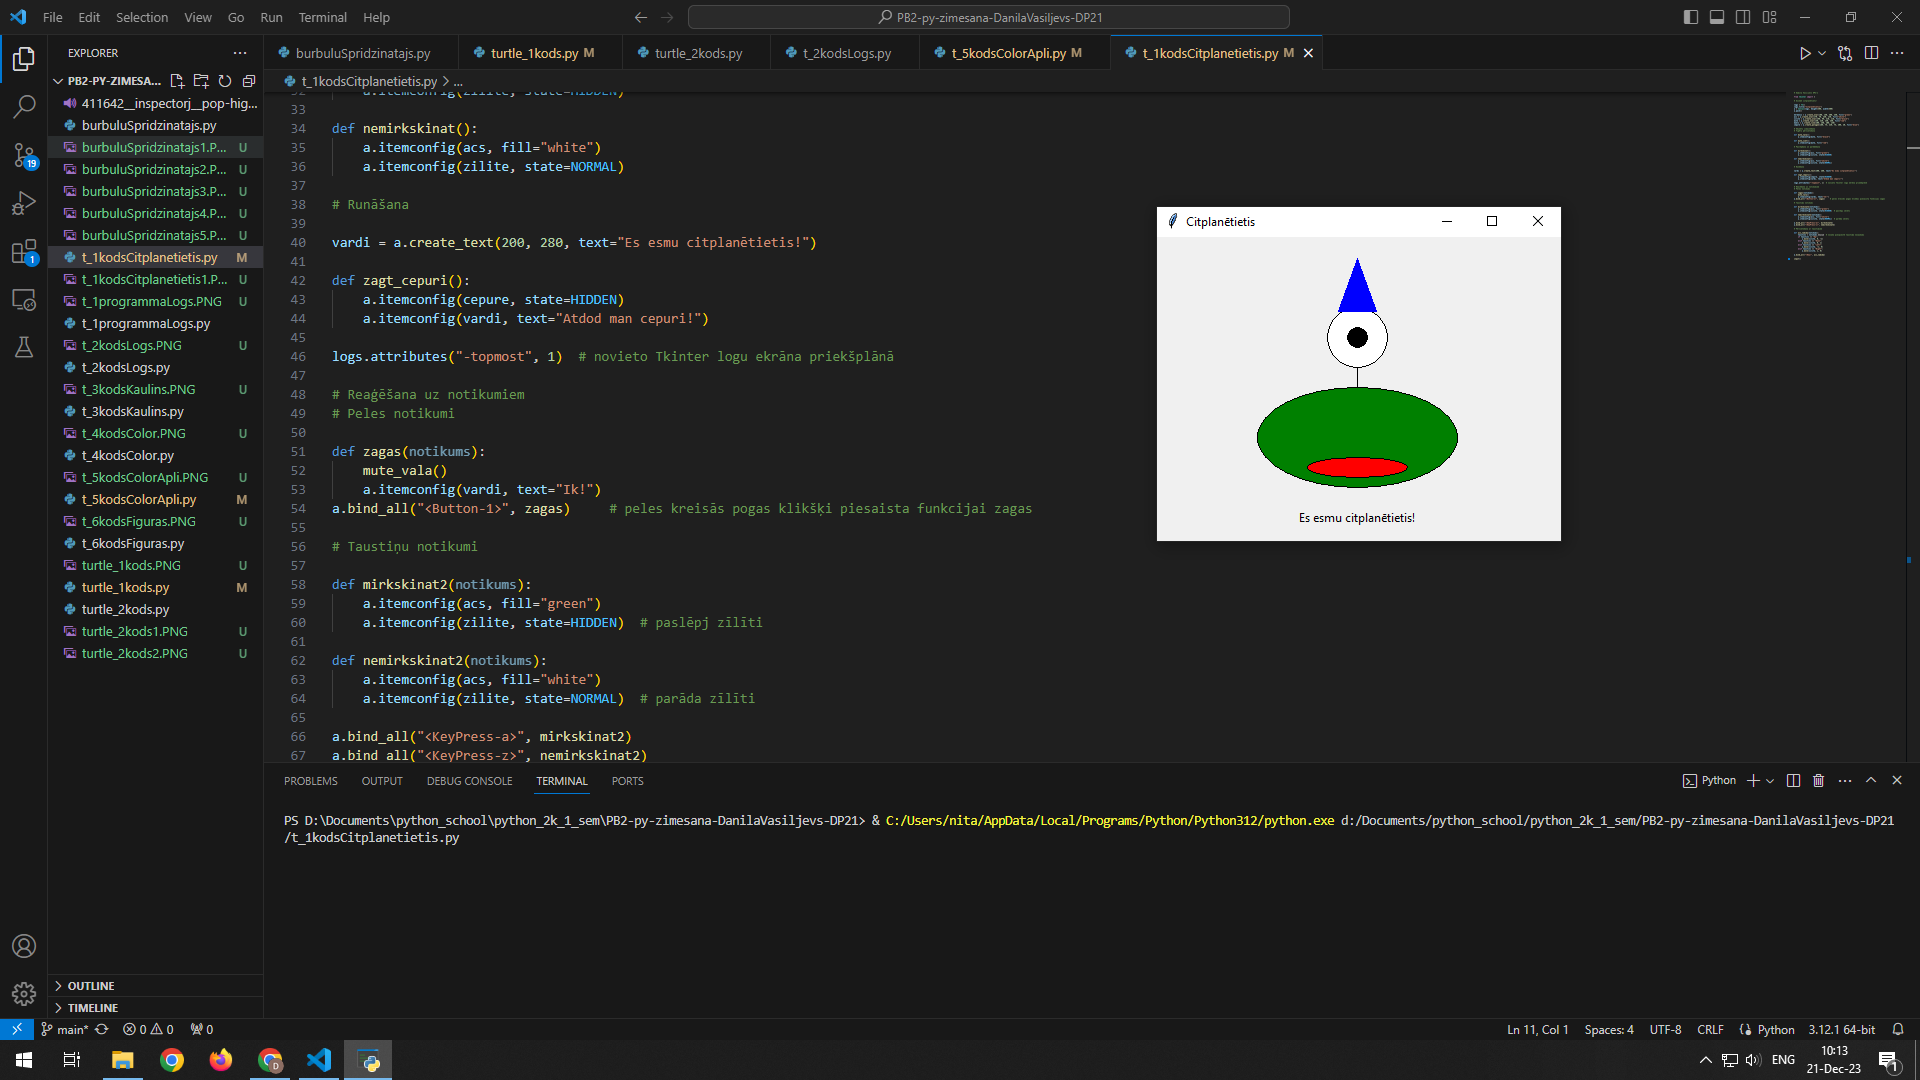 File Edit Selection View Go Run Terminal Help
PB2-py-zimesana-DanilaVasiljevs-DP21
EXPLORER
burbuluSpridzinatajs.py
turtle_1kods.py M
turtle_2kods.py
t_2kodsLogs.py
t_5kodsColorApli.py M
t_1kodsCitplanetietis.py M
PB2-PY-ZIMESA...
t_1kodsCitplanetietis.py > ...
411642__inspectorj__pop-hig...
burbuluSpridzinatajs.py
burbuluSpridzinatajs1.P... U
burbuluSpridzinatajs2.P... U
burbuluSpridzinatajs3.P... U
burbuluSpridzinatajs4.P... U
burbuluSpridzinatajs5.P... U
t_1kodsCitplanetietis.py M
t_1kodsCitplanetietis1.P... U
t_1programmaLogs.PNG U
t_1programmaLogs.py
t_2kodsLogs.PNG U
t_2kodsLogs.py
t_3kodsKaulins.PNG U
t_3kodsKaulins.py
t_4kodsColor.PNG U
t_4kodsColor.py
t_5kodsColorApli.PNG U
t_5kodsColorApli.py M
t_6kodsFiguras.PNG U
t_6kodsFiguras.py
turtle_1kods.PNG U
turtle_1kods.py M
turtle_2kods.py
turtle_2kods1.PNG U
turtle_2kods2.PNG U
OUTLINE
TIMELINE
19
1
32 a.itemconfig(zilite, state=HIDDEN)
33
34 def nemirkskinat():
35 a.itemconfig(acs, fill="white")
36 a.itemconfig(zilite, state=NORMAL)
37
38 # Runāšana
39
40 vardi = a.create_text(200, 280, text="Es esmu citplanētietis!")
41
42 def zagt_cepuri():
43 a.itemconfig(cepure, state=HIDDEN)
44 a.itemconfig(vardi, text="Atdod man cepuri!")
45
46 logs.attributes("-topmost", 1) # novieto Tkinter logu ekrāna priekšplānā
47
48 # Reaģēšana uz notikumiem
49 # Peles notikumi
50
51 def zagas(notikums):
52 mute_vala()
53 a.itemconfig(vardi, text="Ik!")
54 a.bind_all("<Button-1>", zagas) # peles kreisās pogas klikšķi piesaista funkcijai zagas
55
56 # Taustiņu notikumi
57
58 def mirkskinat2(notikums):
59 a.itemconfig(acs, fill="green")
60 a.itemconfig(zilite, state=HIDDEN) # paslēpj zīlīti
61
62 def nemirkskinat2(notikums):
63 a.itemconfig(acs, fill="white")
64 a.itemconfig(zilite, state=NORMAL) # parāda zīlīti
65
66 a.bind_all("<KeyPress-a>", mirkskinat2)
67 a.bind_all("<KeyPress-z>", nemirkskinat2)
Citplanētietis
Es esmu citplanētietis!
PROBLEMS OUTPUT DEBUG CONSOLE TERMINAL PORTS
Python
PS D:\Documents\python_school\python_2k_1_sem\PB2-py-zimesana-DanilaVasiljevs-DP21> & C:/Users/nita/AppData/Local/Programs/Python/Python312/python.exe d:/Documents/python_school/python_2k_1_sem/PB2-py-zimesana-DanilaVasiljevs-DP21
/t_1kodsCitplanetietis.py
main* 0 0 0
Ln 11, Col 1 Spaces: 4 UTF-8 CRLF Python 3.12.1 64-bit
D
ENG
10:13
21-Dec-23
1